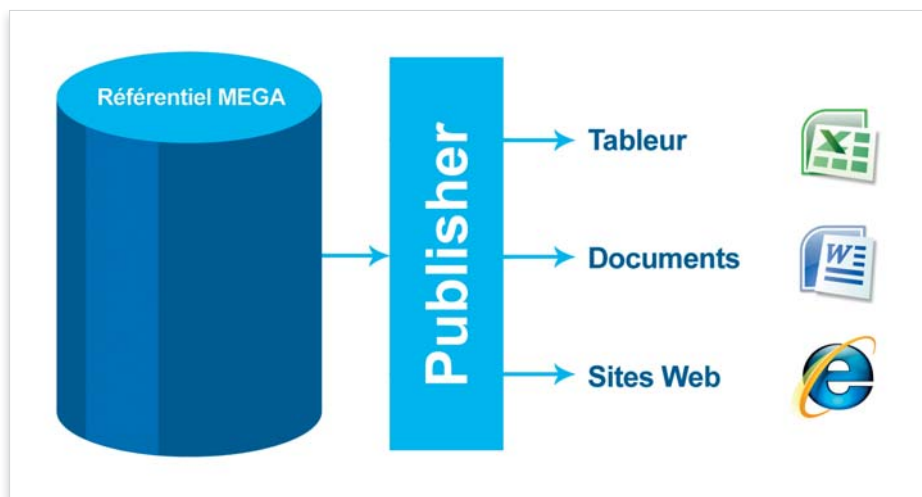 Référentiel MEGA
Publisher
Tableur
Documents
Sites Web